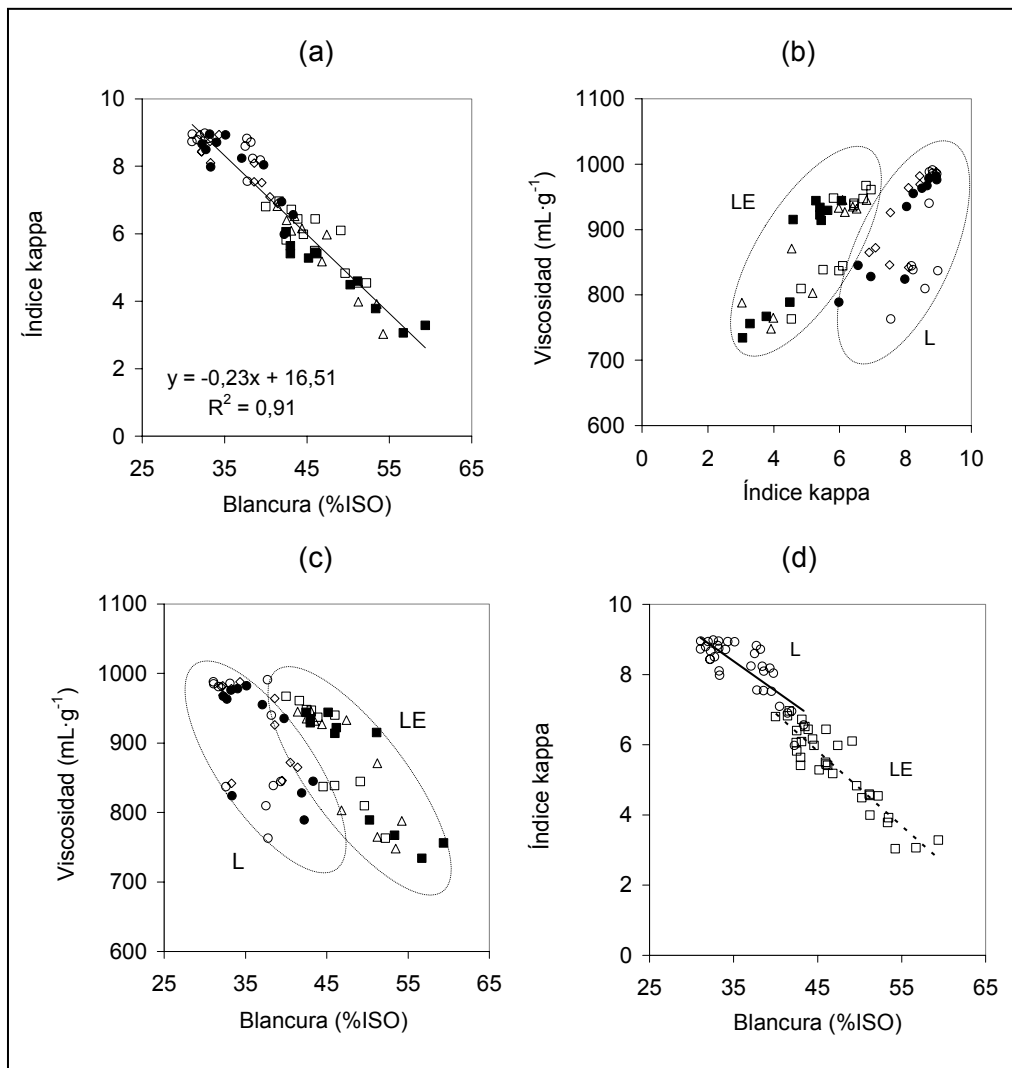 (a)
10
8
6
4
2
0
25 35 45 55 65
Índice kappa
Blancura (%ISO)
y = -0,23x + 16,51
R² = 0,91
(b)
1100
1000
900
800
700
600
0 2 4 6 8 10
Viscosidad (mL·g⁻¹)
Índice kappa
LE
L
(c)
1100
1000
900
800
700
600
25 35 45 55 65
Viscosidad (mL·g⁻¹)
Blancura (%ISO)
LE
L
(d)
10
8
6
4
2
0
25 35 45 55 65
Índice kappa
Blancura (%ISO)
L
LE